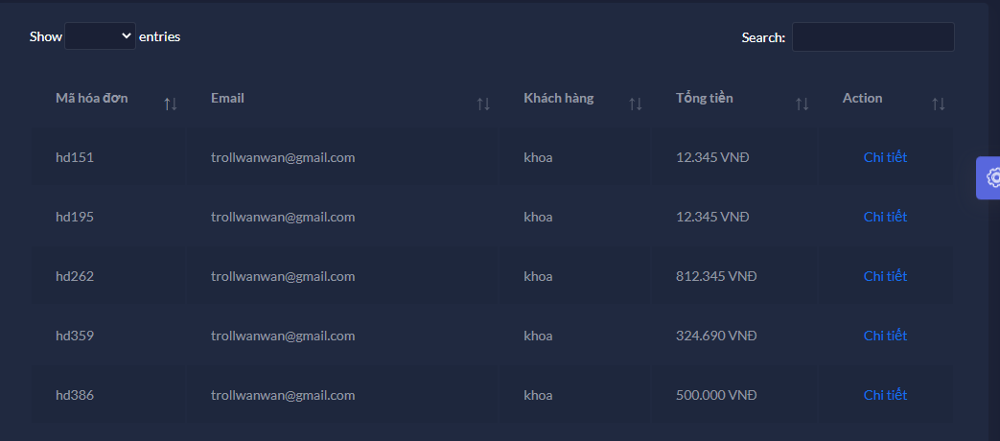 Show entries Search:
Mã hóa đơn Email Khách hàng Tổng tiền Action
hd151 trollwanwan@gmail.com khoa 12.345 VNĐ Chi tiết
hd195 trollwanwan@gmail.com khoa 12.345 VNĐ Chi tiết
hd262 trollwanwan@gmail.com khoa 812.345 VNĐ Chi tiết
hd359 trollwanwan@gmail.com khoa 324.690 VNĐ Chi tiết
hd386 trollwanwan@gmail.com khoa 500.000 VNĐ Chi tiết